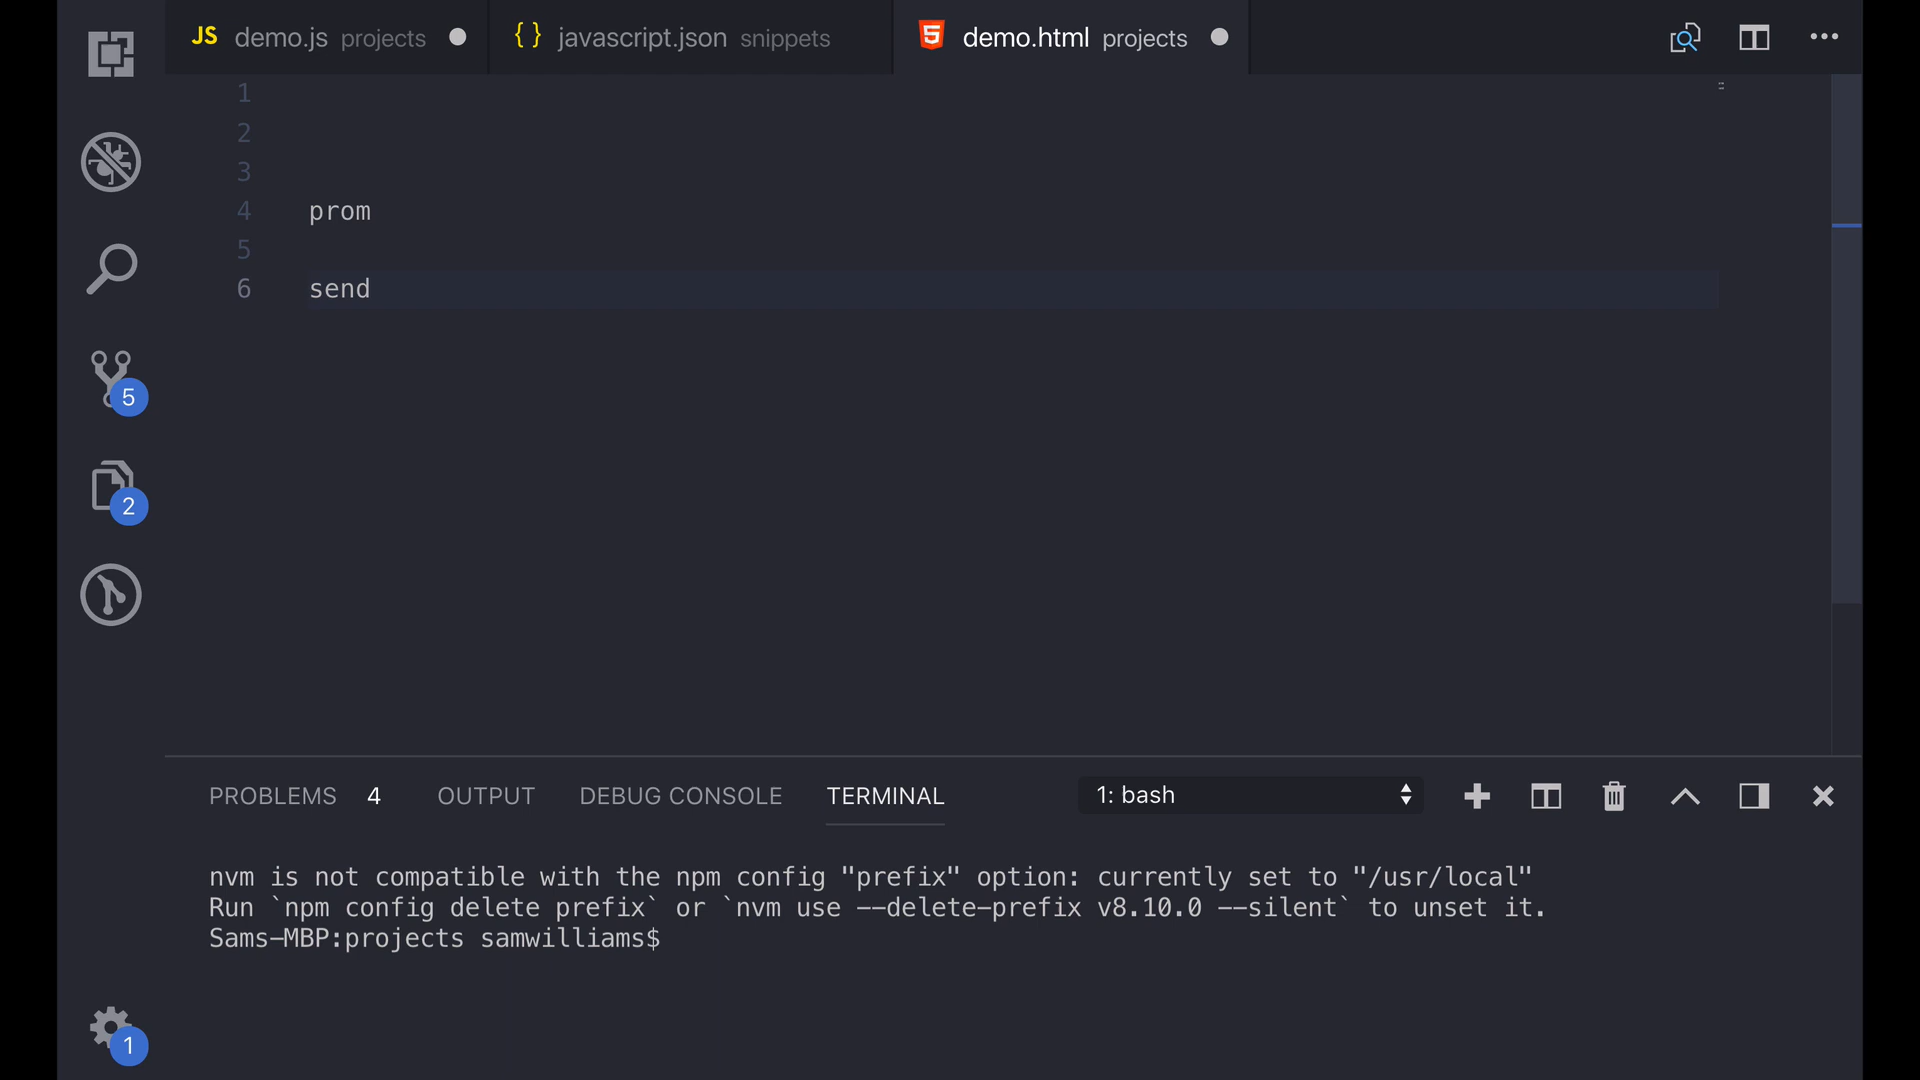 JS demo.js projects
{} javascript.json snippets
5 demo.html projects
1
2
3
4 prom
5
6 send
5
2
1
PROBLEMS 4 OUTPUT DEBUG CONSOLE TERMINAL 1: bash
nvm is not compatible with the npm config "prefix" option: currently set to "/usr/local"
Run `npm config delete prefix` or `nvm use --delete-prefix v8.10.0 --silent` to unset it.
Sams-MBP:projects samwilliams$